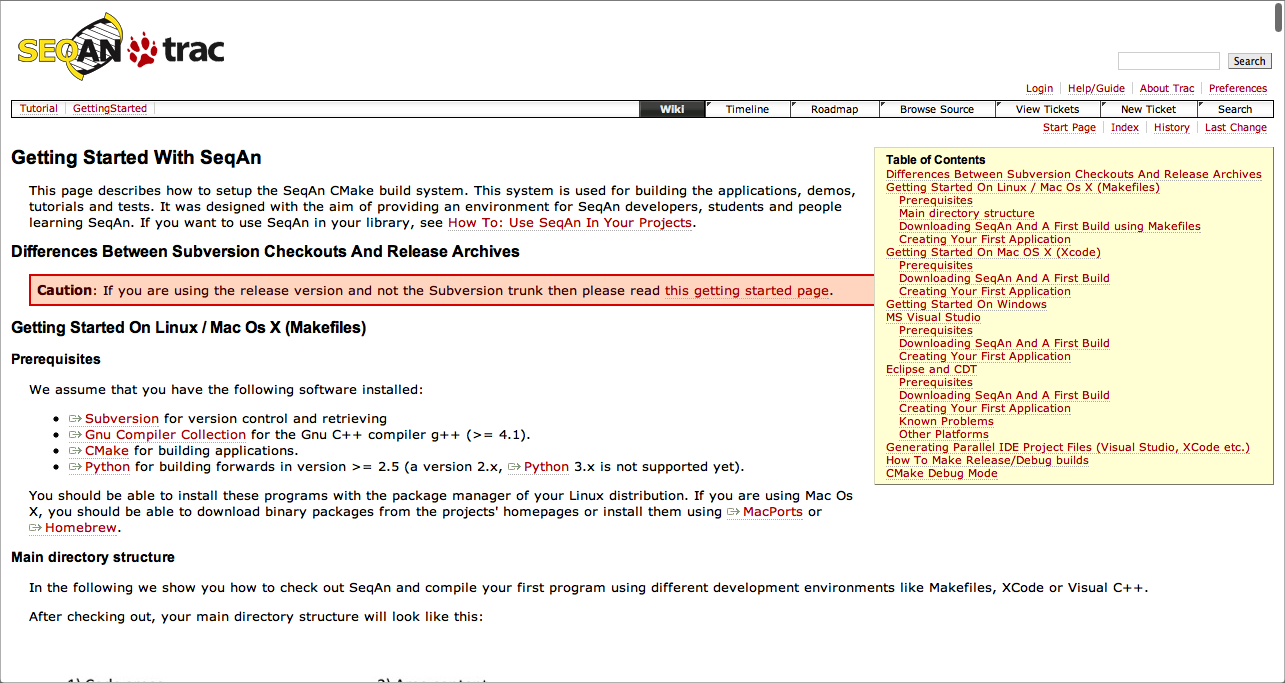 SEQAN trac
Search
Login Help/Guide About Trac Preferences
Tutorial GettingStarted Wiki Timeline Roadmap Browse Source View Tickets New Ticket Search
Start Page Index History Last Change
Getting Started With SeqAn
This page describes how to setup the SeqAn CMake build system. This system is used for building the applications, demos,
tutorials and tests. It was designed with the aim of providing an environment for SeqAn developers, students and people
learning SeqAn. If you want to use SeqAn in your library, see How To: Use SeqAn In Your Projects.
Differences Between Subversion Checkouts And Release Archives
Caution: If you are using the release version and not the Subversion trunk then please read this getting started page.
Getting Started On Linux / Mac Os X (Makefiles)
Prerequisites
We assume that you have the following software installed:
Subversion for version control and retrieving
Gnu Compiler Collection for the Gnu C++ compiler g++ (>= 4.1).
CMake for building applications.
Python for building forwards in version >= 2.5 (a version 2.x, Python 3.x is not supported yet).
You should be able to install these programs with the package manager of your Linux distribution. If you are using Mac Os
X, you should be able to download binary packages from the projects' homepages or install them using MacPorts or
Homebrew.
Main directory structure
In the following we show you how to check out SeqAn and compile your first program using different development environments like Makefiles, XCode or Visual C++.
After checking out, your main directory structure will look like this:
Table of Contents
Differences Between Subversion Checkouts And Release Archives
Getting Started On Linux / Mac Os X (Makefiles)
Prerequisites
Main directory structure
Downloading SeqAn And A First Build using Makefiles
Creating Your First Application
Getting Started On Mac OS X (Xcode)
Prerequisites
Downloading SeqAn And A First Build
Creating Your First Application
Getting Started On Windows
MS Visual Studio
Prerequisites
Downloading SeqAn And A First Build
Creating Your First Application
Eclipse and CDT
Prerequisites
Downloading SeqAn And A First Build
Creating Your First Application
Known Problems
Other Platforms
Generating Parallel IDE Project Files (Visual Studio, XCode etc.)
How To Make Release/Debug builds
CMake Debug Mode